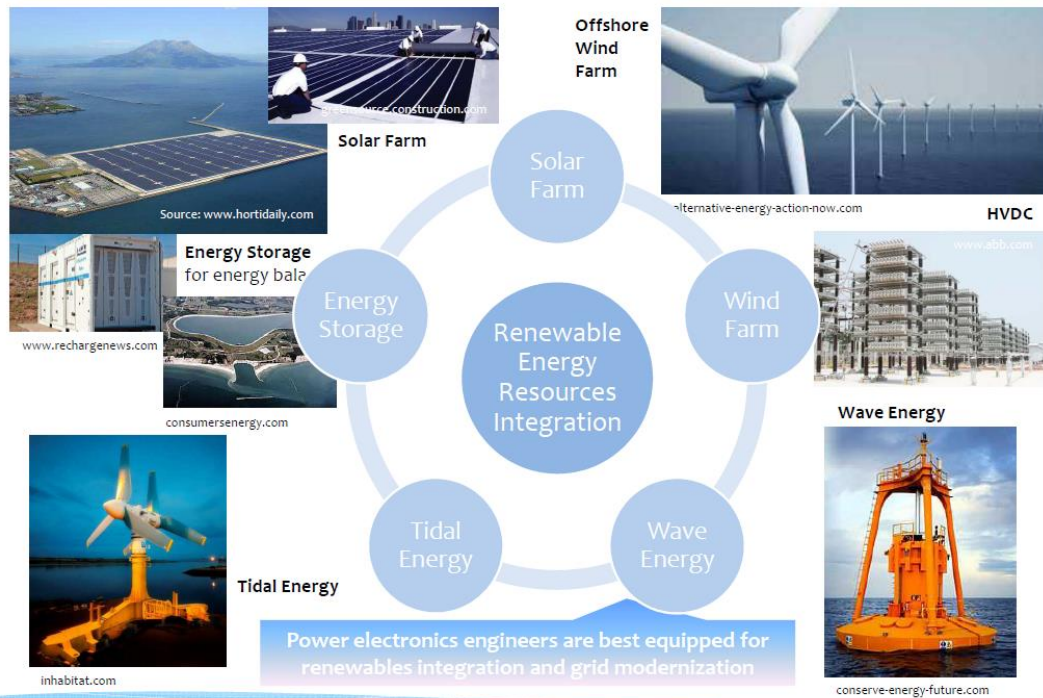 Offshore
Wind
Farm
greensource.construction.com
Solar Farm
Source: www.hortidaily.com
alternative-energy-action-now.com
HVDC
www.abb.com
Energy Storage
for energy bala
www.rechargenews.com
consumersenergy.com
Solar
Farm
Energy
Storage
Wind
Farm
Renewable
Energy
Resources
Integration
Tidal
Energy
Wave
Energy
Wave Energy
Tidal Energy
Power electronics engineers are best equipped for
renewables integration and grid modernization
inhabitat.com
conserve-energy-future.com